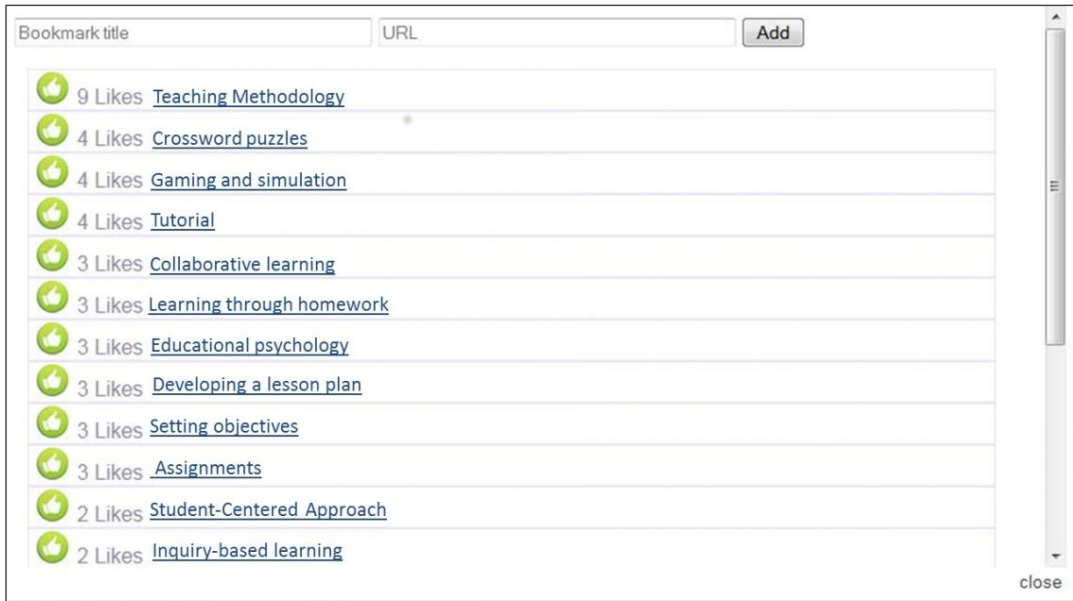 Bookmark title URL Add
9 Likes Teaching Methodology
4 Likes Crossword puzzles
4 Likes Gaming and simulation
4 Likes Tutorial
3 Likes Collaborative learning
3 Likes Learning through homework
3 Likes Educational psychology
3 Likes Developing a lesson plan
3 Likes Setting objectives
3 Likes Assignments
2 Likes Student-Centered Approach
2 Likes Inquiry-based learning
close